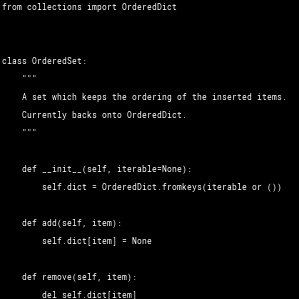 from collections import OrderedDict
class OrderedSet:
"""
A set which keeps the ordering of the inserted items.
Currently backs onto OrderedDict.
"""
def __init__(self, iterable=None):
self.dict = OrderedDict.fromkeys(iterable or ())
def add(self, item):
self.dict[item] = None
def remove(self, item):
del self.dict[item]